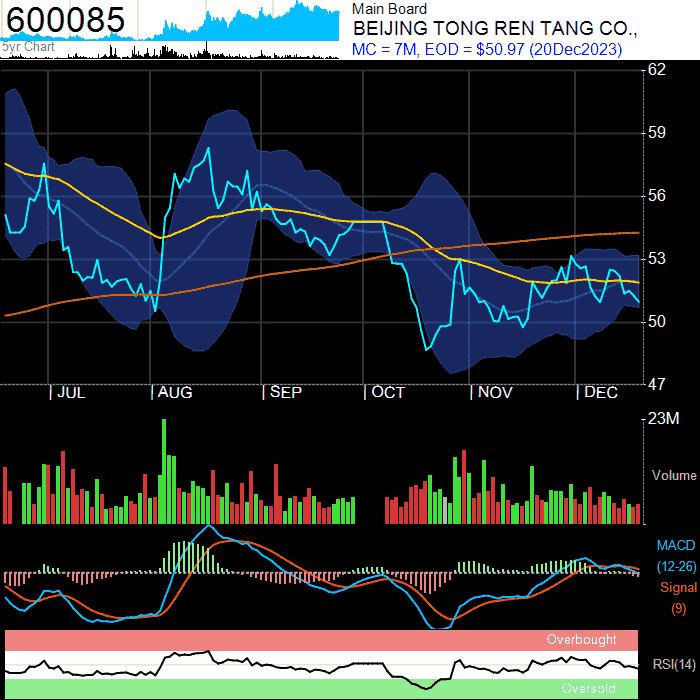 600085
5yr Chart
Main Board
BEIJING TONG REN TANG CO.,
MC = 7M, EOD = $50.97 (20Dec2023)
62
59
56
53
50
47
| JUL | AUG | SEP | OCT | NOV | DEC
23M
Volume
MACD
(12-26)
Signal
(9)
Overbought
RSI(14)
Oversold